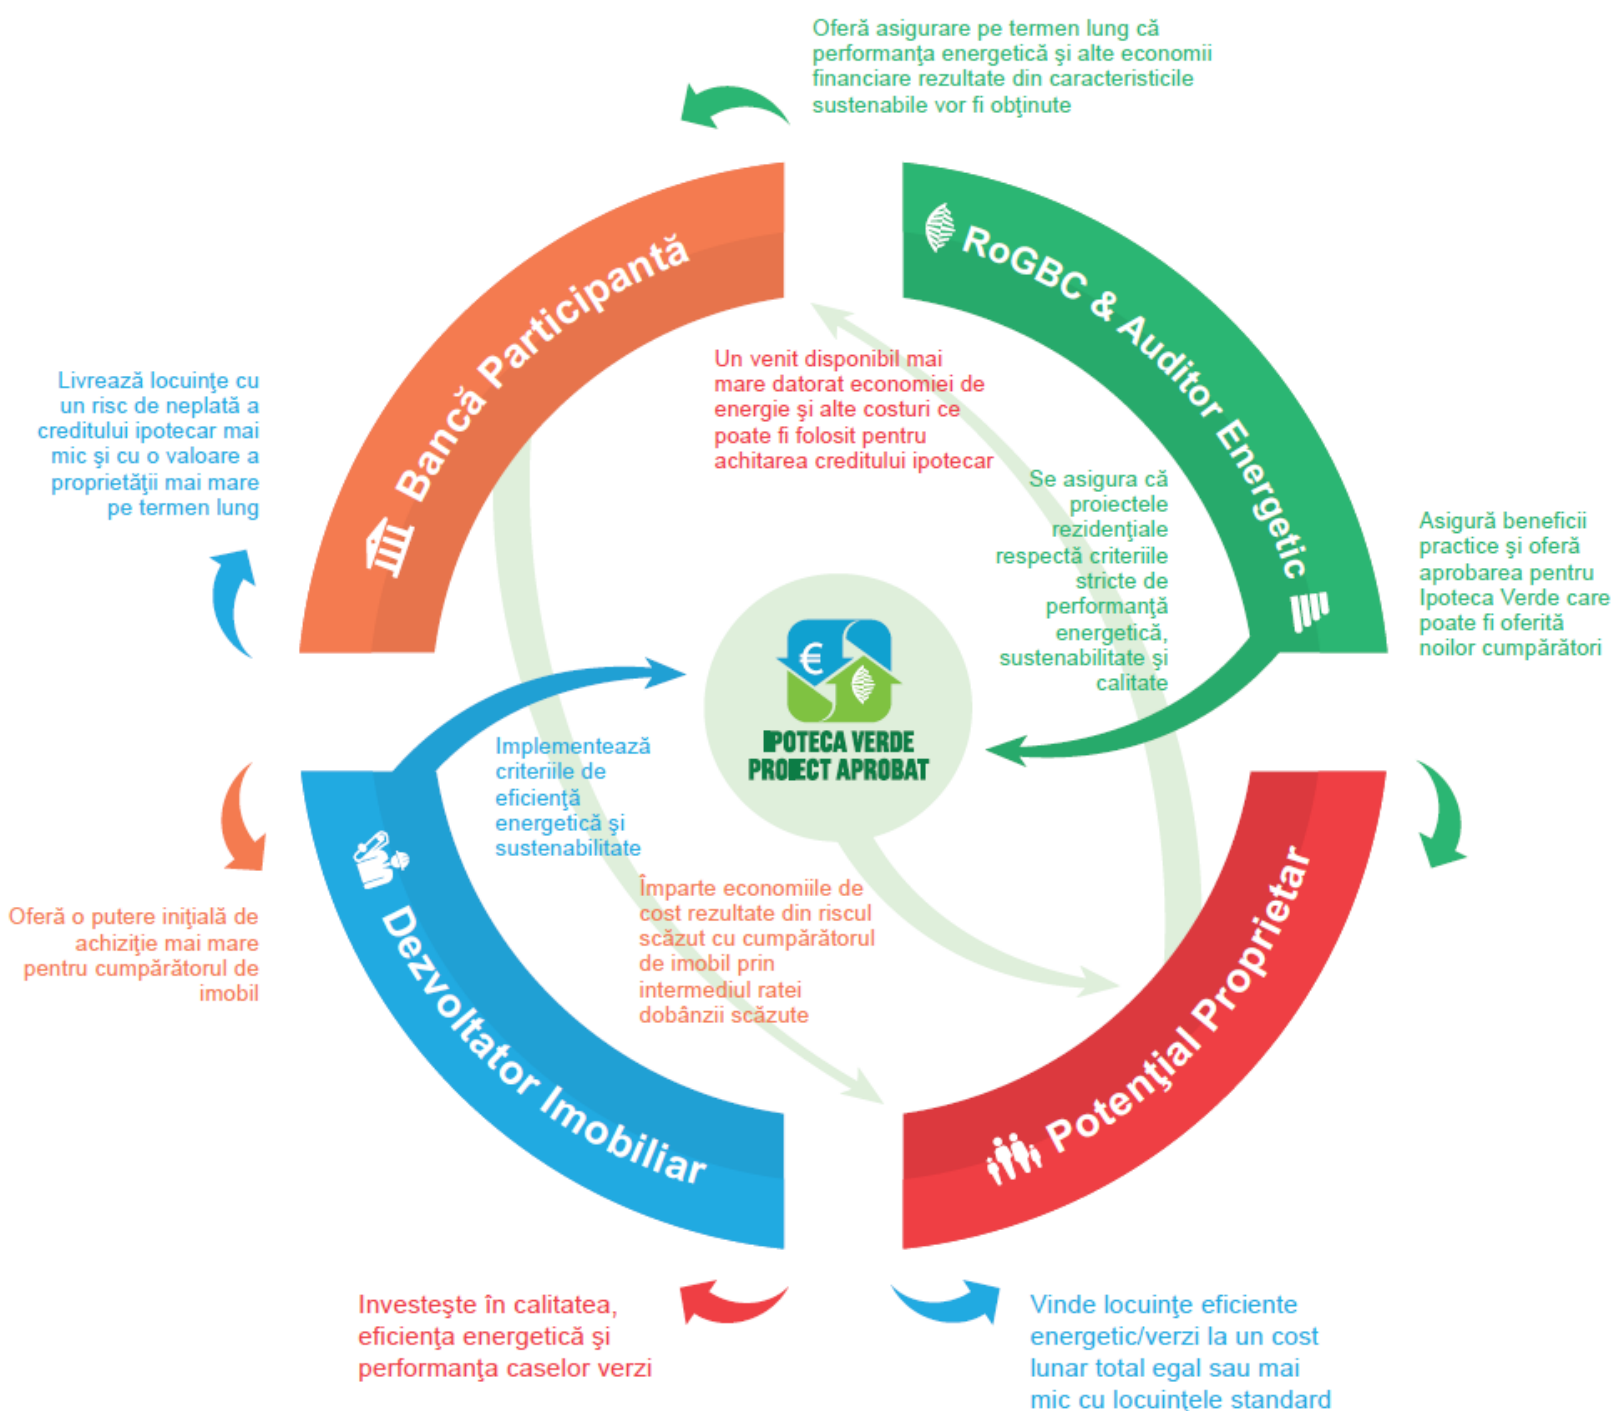 Oferă asigurare pe termen lung că
performanţa energetică şi alte economii
financiare rezultate din caracteristicile
sustenabile vor fi obţinute
Bancă Participantă
RoGBC & Auditor Energetic
Livrează locuinţe cu
un risc de neplată a
creditului ipotecar mai
mic şi cu o valoare a
proprietăţii mai mare
pe termen lung
Un venit disponibil mai
mare datorat economiei de
energie şi alte costuri ce
poate fi folosit pentru
achitarea creditului ipotecar
Se asigura că
proiectele
rezidenţiale
respectă criteriile
stricte de
performanţă
energetică,
sustenabilitate şi
calitate
Asigură beneficii
practice şi oferă
aprobarea pentru
Ipoteca Verde care
poate fi oferită
noilor cumpărători
€
IPOTECA VERDE
PROIECT APROBAT
Implementează
criteriile de
eficienţă
energetică şi
sustenabilitate
Împarte economiile de
cost rezultate din riscul
scăzut cu cumpărătorul
de imobil prin
intermediul ratei
dobânzii scăzute
Oferă o putere iniţială de
achiziţie mai mare
pentru cumpărătorul de
imobil
Dezvoltator Imobiliar
Potenţial Proprietar
Investeşte în calitatea,
eficienţa energetică şi
performanţa caselor verzi
Vinde locuinţe eficiente
energetic/verzi la un cost
lunar total egal sau mai
mic cu locuinţele standard